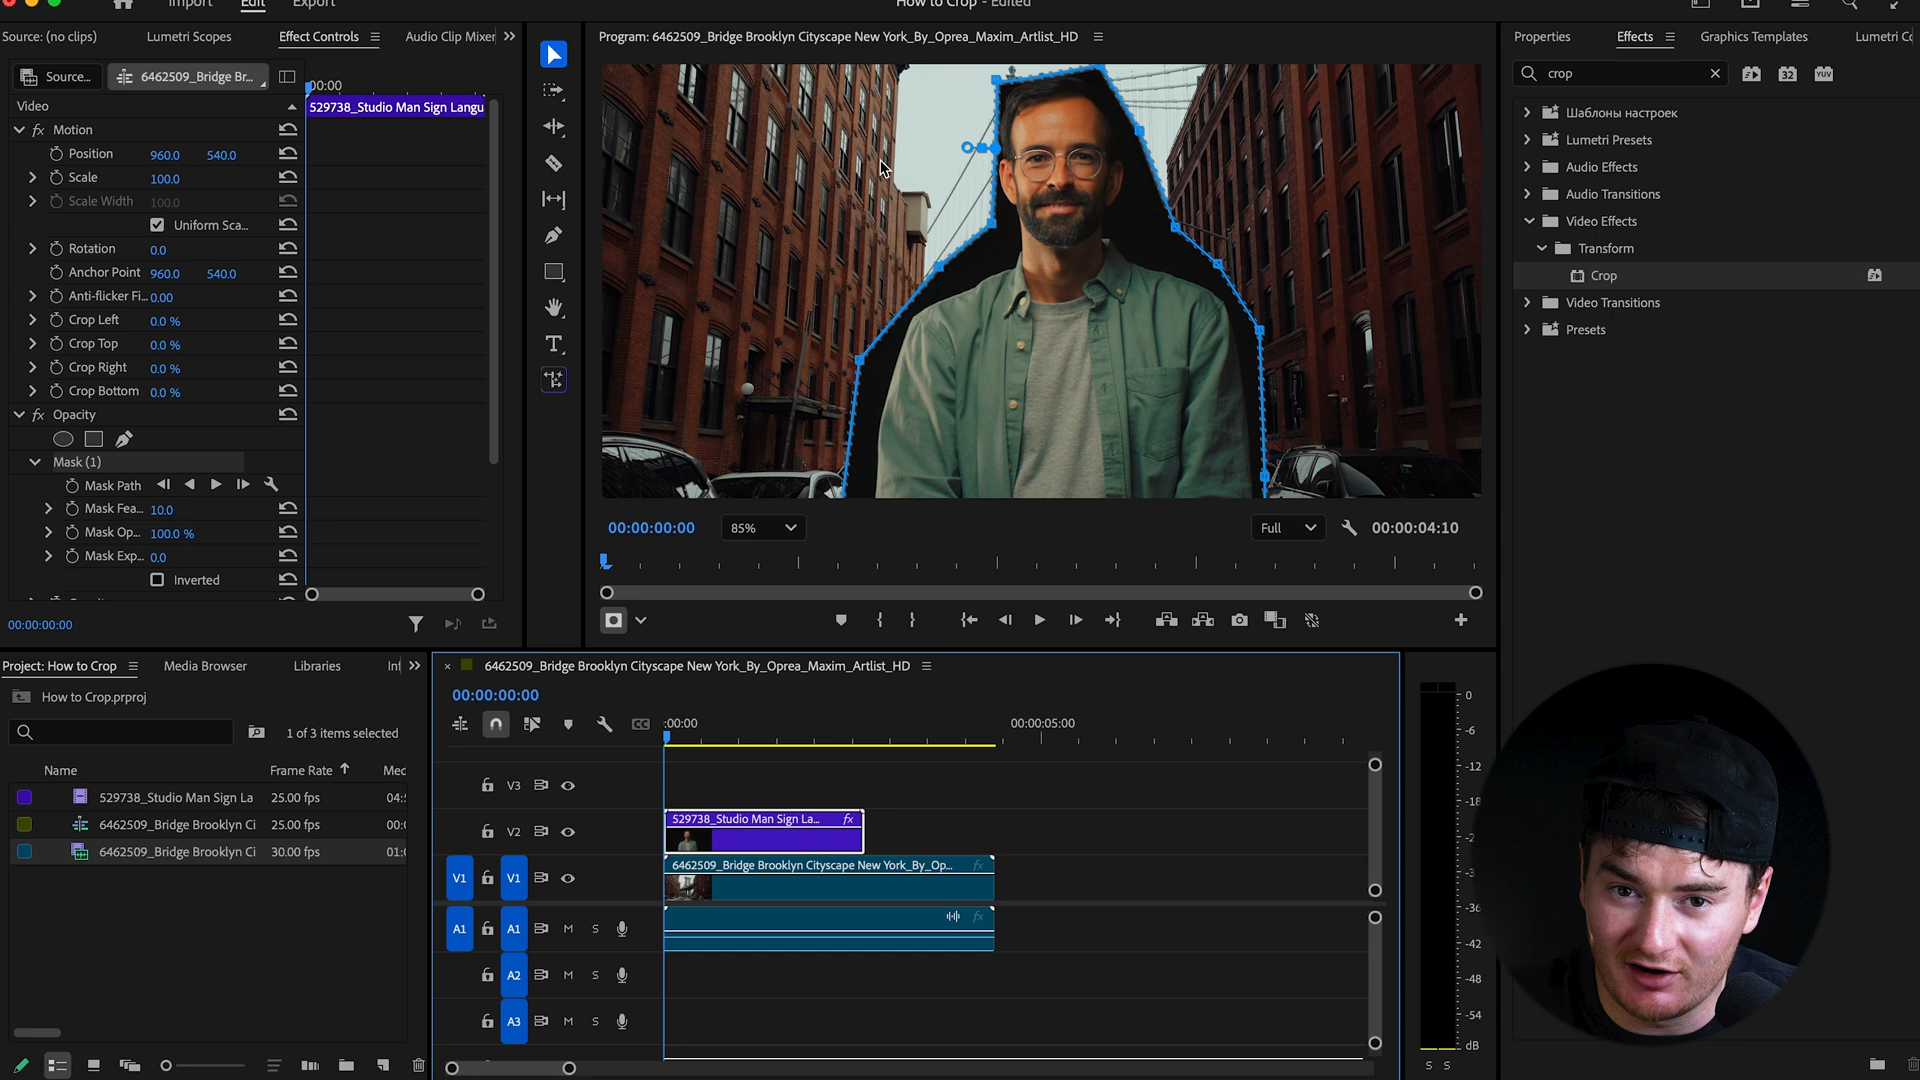 Import
Edit
Export
How to Crop - Edited
Source: (no clips)
Lumetri Scopes
Effect Controls
Audio Clip Mixer
Program: 6462509_Bridge Brooklyn Cityscape New York_By_Oprea_Maxim_Artlist_HD
Properties
Effects
Graphics Templates
Lumetri Co
Source...
6462509_Bridge Br...
:00:00
crop
32
YUV
Video
529738_Studio Man Sign Langu
Motion
Position 960.0 540.0
Scale 100.0
Scale Width 100.0
Uniform Sca...
Rotation 0.0
Anchor Point 960.0 540.0
Anti-flicker Fi... 0.00
Crop Left 0.0 %
Crop Top 0.0 %
Crop Right 0.0 %
Crop Bottom 0.0 %
Opacity
Mask (1)
Mask Path
Mask Fea... 10.0
Mask Op... 100.0 %
Mask Exp... 0.0
Inverted
00:00:00:00
Шаблоны настроек
Lumetri Presets
Audio Effects
Audio Transitions
Video Effects
Transform
Crop
Video Transitions
Presets
00:00:00:00
85%
Full
00:00:04:10
Project: How to Crop
Media Browser
Libraries
Inf
How to Crop.prproj
1 of 3 items selected
Name
Frame Rate
Med
529738_Studio Man Sign La 25.00 fps 04:5
6462509_Bridge Brooklyn Ci 25.00 fps 00:0
6462509_Bridge Brooklyn Ci 30.00 fps 01:0
6462509_Bridge Brooklyn Cityscape New York_By_Oprea_Maxim_Artlist_HD
00:00:00:00
CC
:00:00
00:00:05:00
V3
V2
529738_Studio Man Sign La... fx
V1
V1
6462509_Bridge Brooklyn Cityscape New York_By_Op... fx
A1
A1
M
S
fx
A2
M
S
A3
M
S
0
-6
-12
-18
-2
-3
-36
-42
-48
-54
dB
S
S